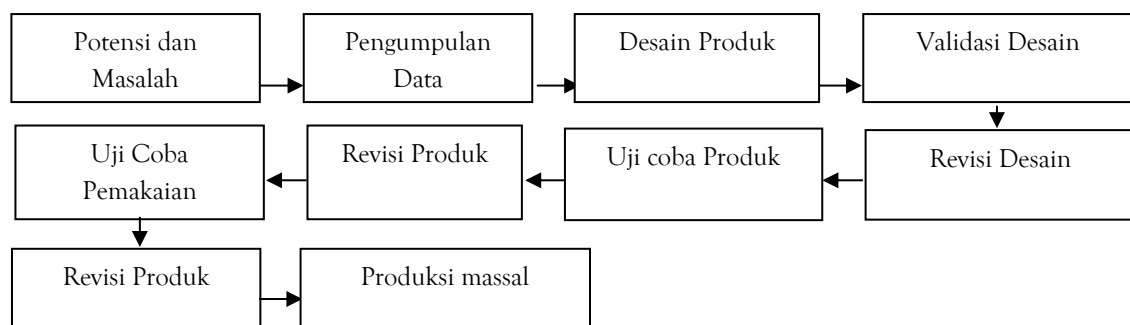 Potensi dan
Masalah
Pengumpulan
Data
Desain Produk
Validasi Desain
Revisi Desain
Uji coba Produk
Revisi Produk
Uji Coba
Pemakaian
Revisi Produk
Produksi massal